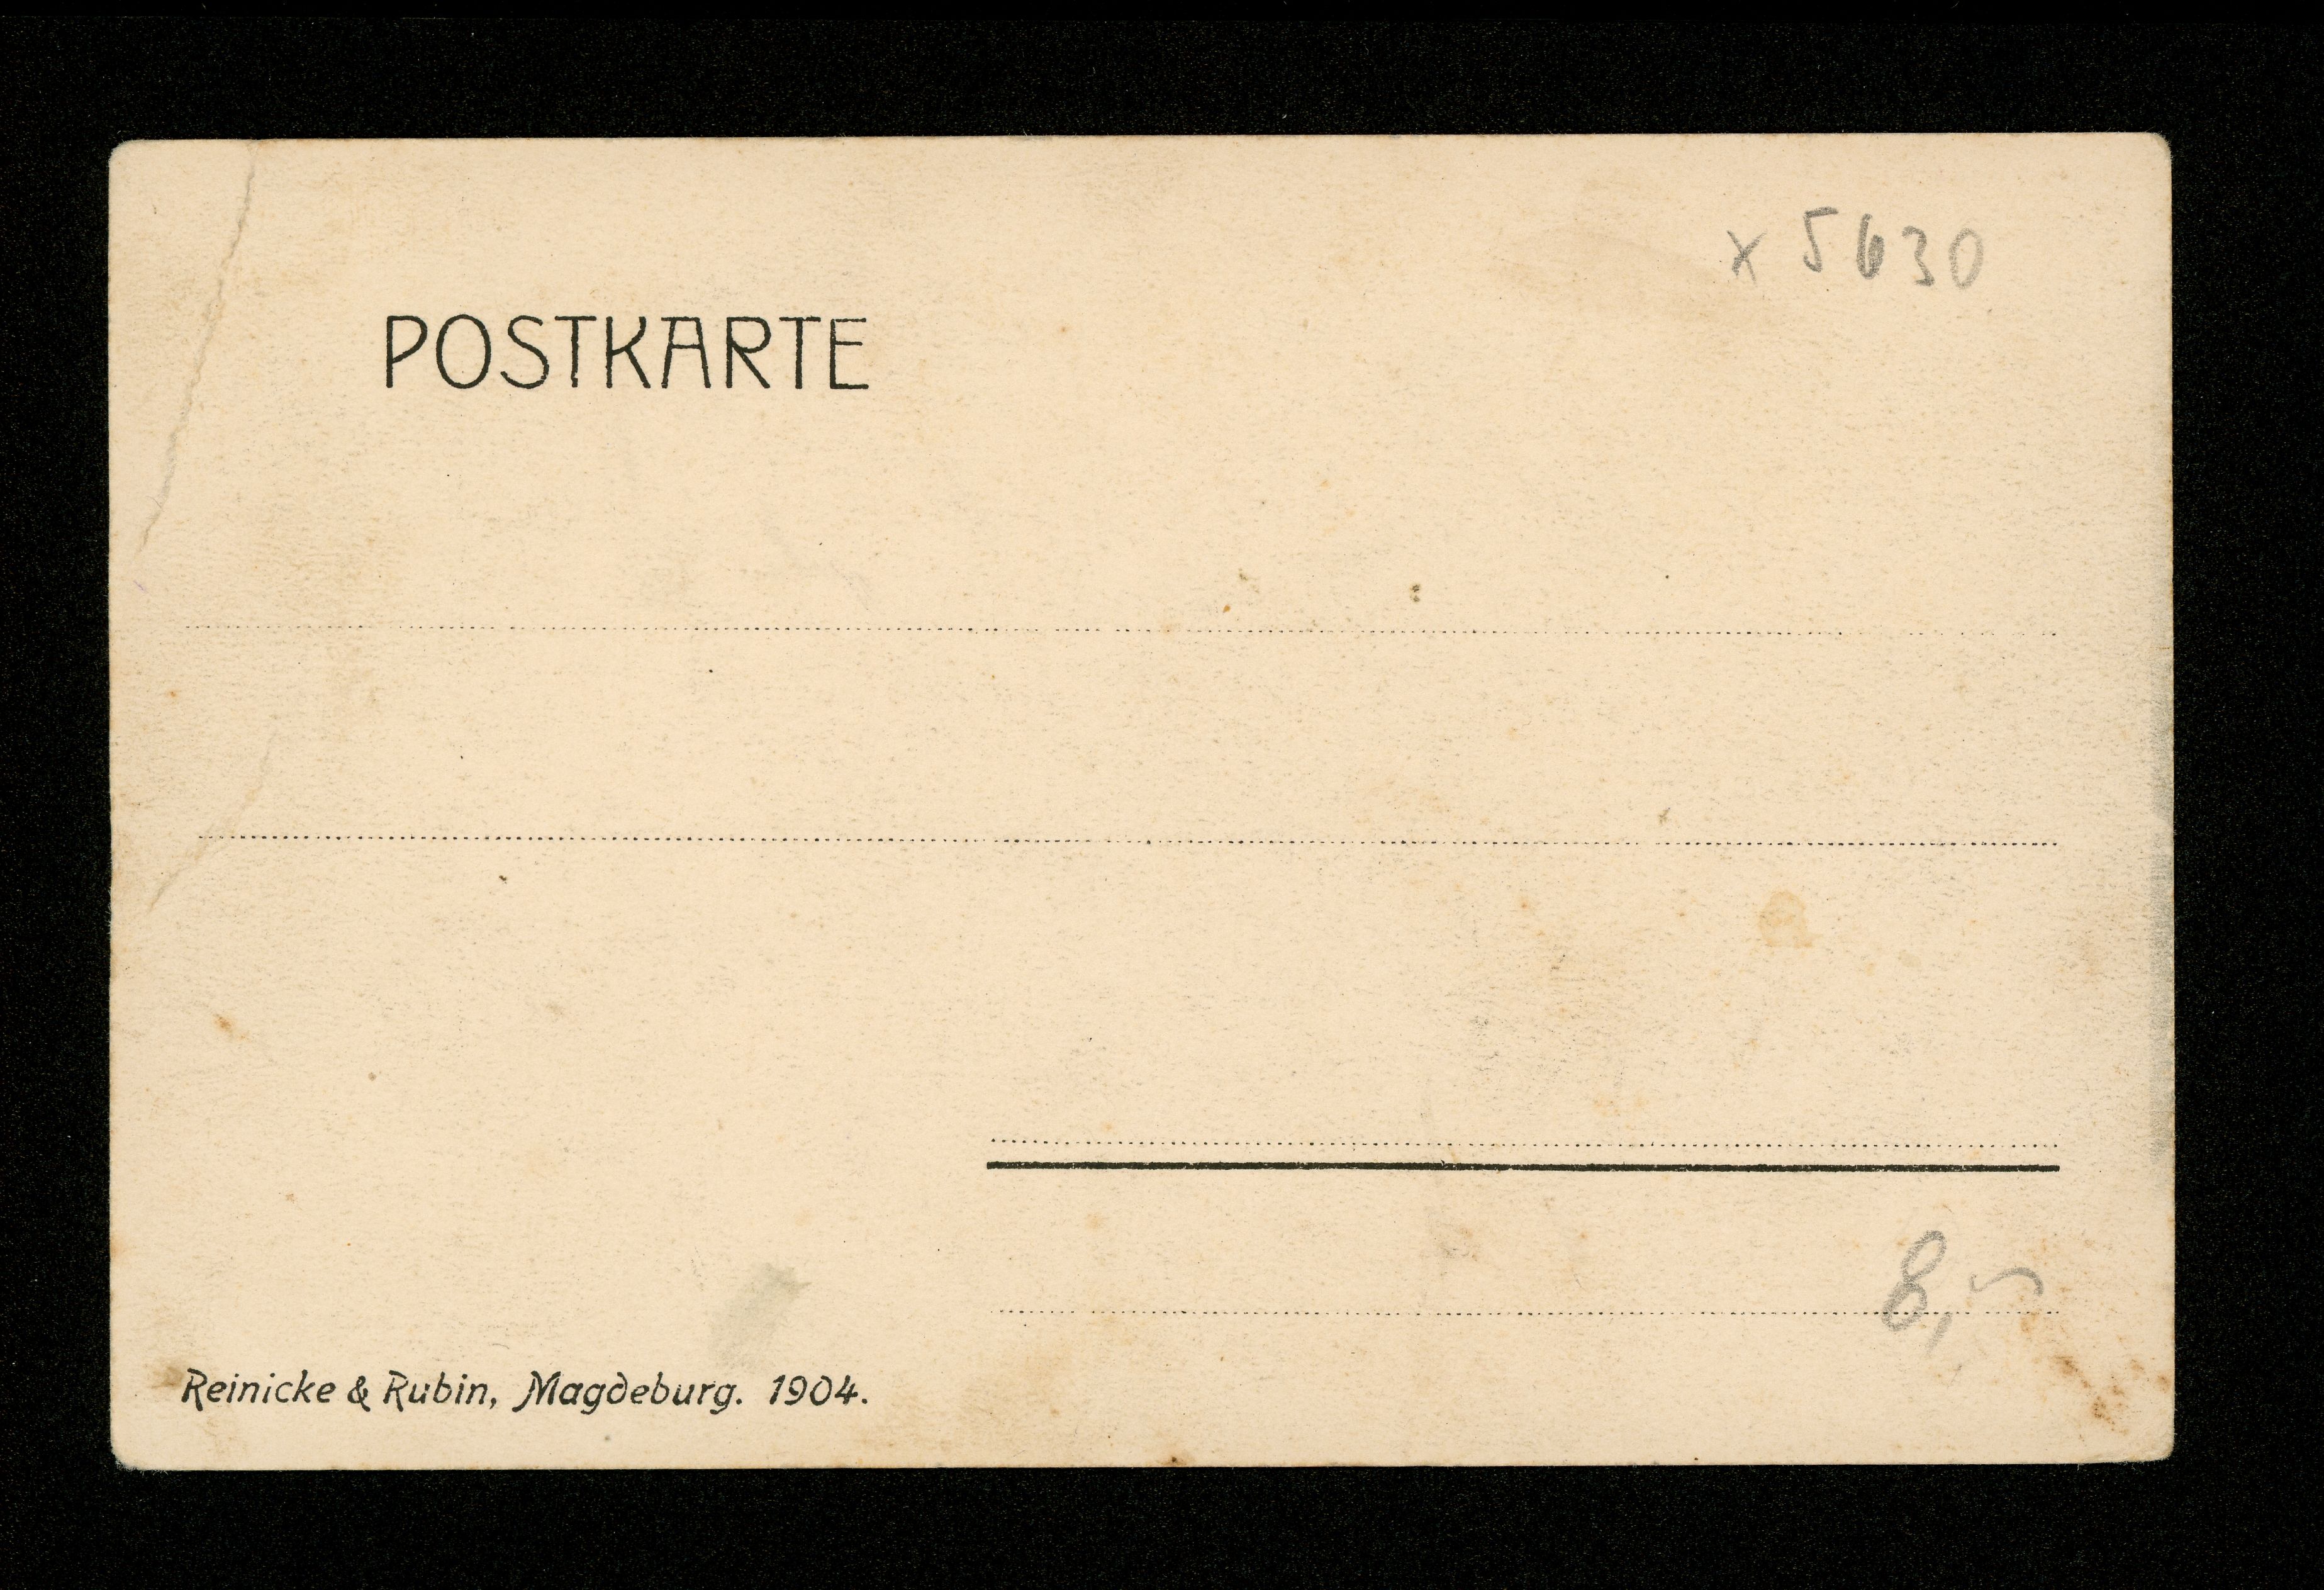 x 5630
POSTKARTE
8,–
Reinicke & Rubin, Magdeburg. 1904.